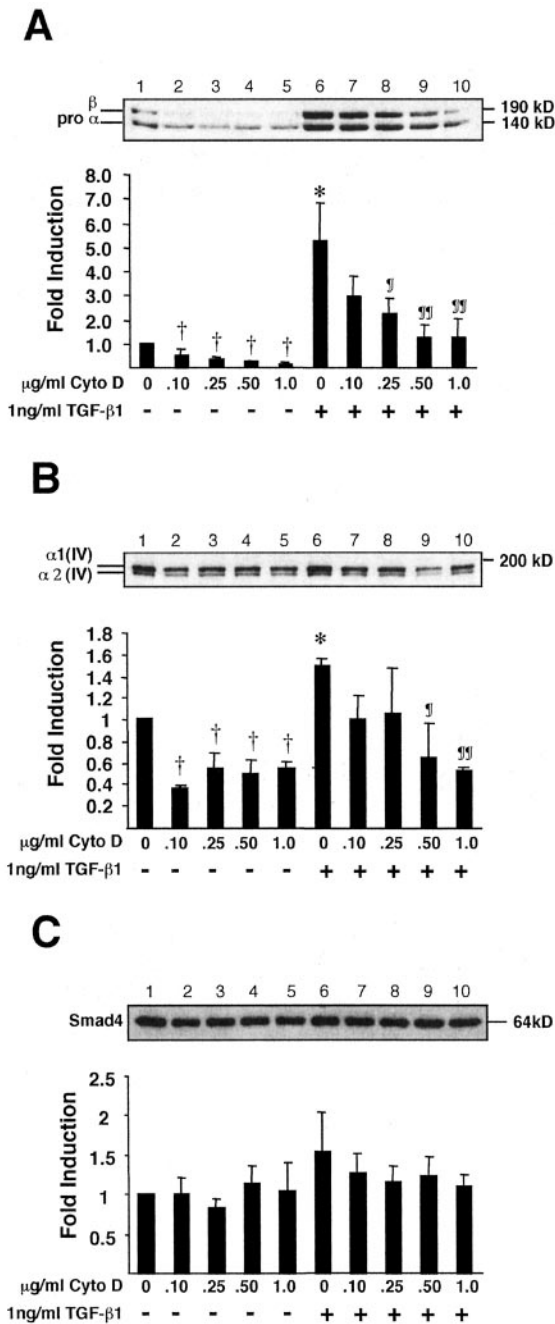 A
1 2 3 4 5 6 7 8 9 10
β
pro α
190 kD
140 kD
Fold Induction
8.0
7.0
6.0
5.0
4.0
3.0
2.0
1.0
† † † † * ¶ ¶¶ ¶¶
μg/ml Cyto D 0 .10 .25 .50 1.0 0 .10 .25 .50 1.0
1ng/ml TGF-β1 - - - - - + + + + +
B
1 2 3 4 5 6 7 8 9 10
α1(IV)
α2(IV)
200 kD
Fold Induction
1.8
1.6
1.4
1.2
1
0.8
0.6
0.4
0.2
† † † † * ¶ ¶¶
μg/ml Cyto D 0 .10 .25 .50 1.0 0 .10 .25 .50 1.0
1ng/ml TGF-β1 - - - - - + + + + +
C
1 2 3 4 5 6 7 8 9 10
Smad4
64kD
Fold Induction
2.5
2
1.5
1
0.5
μg/ml Cyto D 0 .10 .25 .50 1.0 0 .10 .25 .50 1.0
1ng/ml TGF-β1 - - - - - + + + + +